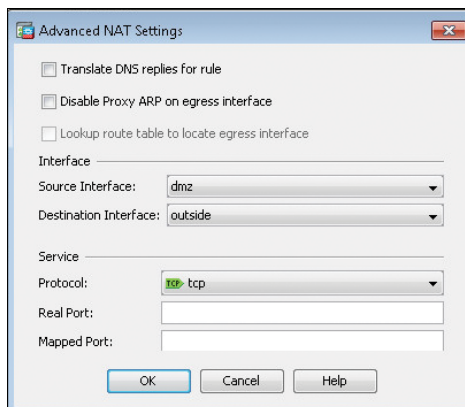 Advanced NAT Settings
Translate DNS replies for rule
Disable Proxy ARP on egress interface
Lookup route table to locate egress interface
Interface
Source Interface: dmz
Destination Interface: outside
Service
Protocol: TCP tcp
Real Port:
Mapped Port:
OK Cancel Help